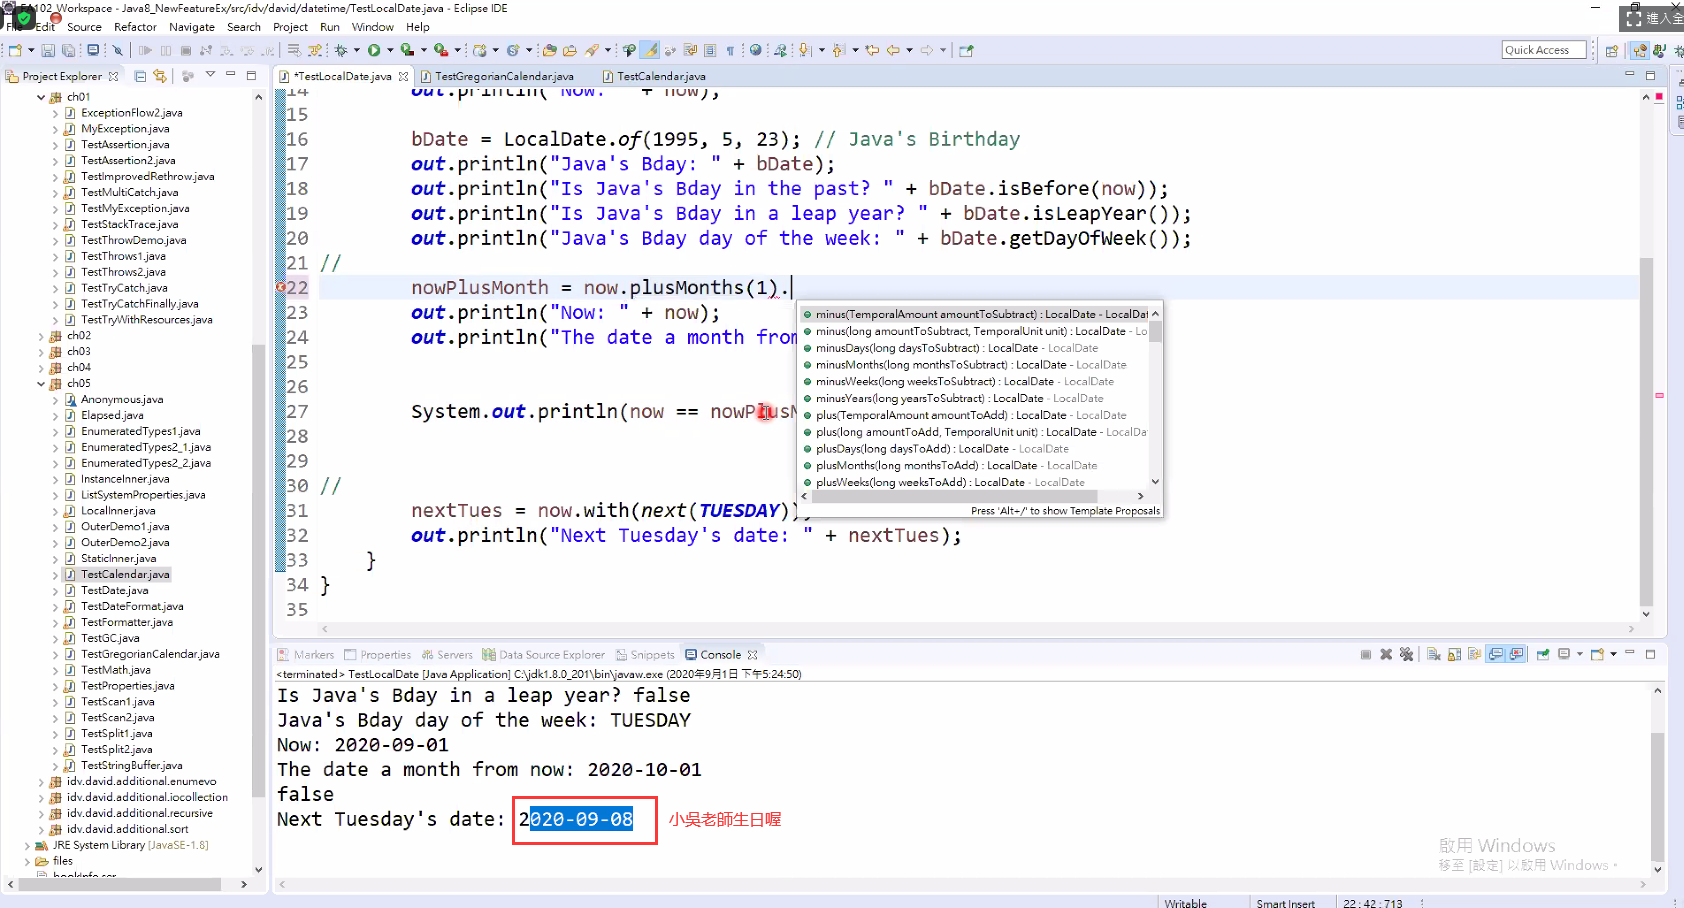 EA102_Workspace - Java8_NewFeatureEx/src/idv/david/datetime/TestLocalDate.java - Eclipse IDE
進入全
File Edit Source Refactor Navigate Search Project Run Window Help
Quick Access
Project Explorer
*TestLocalDate.java
TestGregorianCalendar.java
TestCalendar.java
ch01
ExceptionFlow2.java
MyException.java
TestAssertion.java
TestAssertion2.java
TestImprovedRethrow.java
TestMultiCatch.java
TestMyException.java
TestStackTrace.java
TestThrowDemo.java
TestThrows1.java
TestThrows2.java
TestTryCatch.java
TestTryCatchFinally.java
TestTryWithResources.java
ch02
ch03
ch04
ch05
Anonymous.java
Elapsed.java
EnumeratedTypes1.java
EnumeratedTypes2_1.java
EnumeratedTypes2_2.java
InstanceInner.java
ListSystemProperties.java
LocalInner.java
OuterDemo1.java
OuterDemo2.java
StaticInner.java
TestCalendar.java
TestDate.java
TestDateFormat.java
TestFormatter.java
TestGC.java
TestGregorianCalendar.java
TestMath.java
TestProperties.java
TestScan1.java
TestScan2.java
TestSplit1.java
TestSplit2.java
TestStringBuffer.java
idv.david.additional.enumevo
idv.david.additional.iocollection
idv.david.additional.recursive
idv.david.additional.sort
JRE System Library [JavaSE-1.8]
files
bookInfo.ser
14 out.println("Now: " + now);
15
16 bDate = LocalDate.of(1995, 5, 23); // Java's Birthday
17 out.println("Java's Bday: " + bDate);
18 out.println("Is Java's Bday in the past? " + bDate.isBefore(now));
19 out.println("Is Java's Bday in a leap year? " + bDate.isLeapYear());
20 out.println("Java's Bday day of the week: " + bDate.getDayOfWeek());
21 //
22 nowPlusMonth = now.plusMonths(1).
23 out.println("Now: " + now);
24 out.println("The date a month from
25
26
27 System.out.println(now == nowPlusM
28
29
30 //
31 nextTues = now.with(next(TUESDAY));
32 out.println("Next Tuesday's date: " + nextTues);
33 }
34 }
35
minus(TemporalAmount amountToSubtract) : LocalDate - LocalDat
minus(long amountToSubtract, TemporalUnit unit) : LocalDate - Lo
minusDays(long daysToSubtract) : LocalDate - LocalDate
minusMonths(long monthsToSubtract) : LocalDate - LocalDate
minusWeeks(long weeksToSubtract) : LocalDate - LocalDate
minusYears(long yearsToSubtract) : LocalDate - LocalDate
plus(TemporalAmount amountToAdd) : LocalDate - LocalDate
plus(long amountToAdd, TemporalUnit unit) : LocalDate - LocalDa
plusDays(long daysToAdd) : LocalDate - LocalDate
plusMonths(long monthsToAdd) : LocalDate - LocalDate
plusWeeks(long weeksToAdd) : LocalDate - LocalDate
Press 'Alt+/' to show Template Proposals
Markers Properties Servers Data Source Explorer Snippets Console
<terminated> TestLocalDate [Java Application] C:\jdk1.8.0_201\bin\javaw.exe (2020年9月1日 下午5:24:50)
Is Java's Bday in a leap year? false
Java's Bday day of the week: TUESDAY
Now: 2020-09-01
The date a month from now: 2020-10-01
false
Next Tuesday's date: 2020-09-08 小吳老師生日喔
啟用 Windows
移至 [設定] 以啟用 Windows。
Writable Smart Insert 22 : 42 : 713